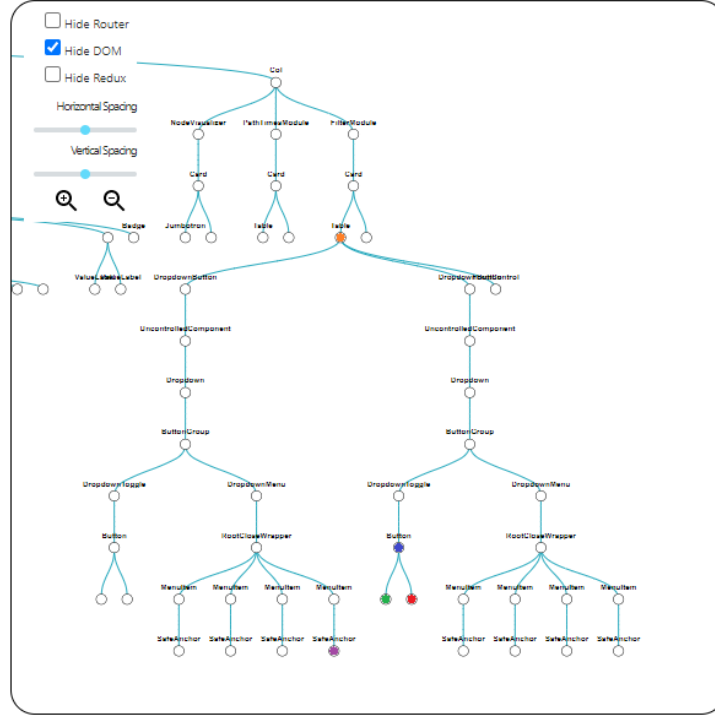 Hide Router
Hide DOM
Hide Redux
Horizontal Spacing
Vertical Spacing
Col
NodeVisualizer PathTimesModule FilterModule
Card Card Card
Badge Jumbotron Table Table
DropdownButton
UncontrolledComponent UncontrolledComponent
Dropdown Dropdown
ButtonGroup ButtonGroup
DropdownToggle DropdownMenu DropdownToggle DropdownMenu
Button RootCloseWrapper Button RootCloseWrapper
MenuItem MenuItem MenuItem MenuItem MenuItem MenuItem MenuItem MenuItem
SafeAnchor SafeAnchor SafeAnchor SafeAnchor SafeAnchor SafeAnchor SafeAnchor SafeAnchor